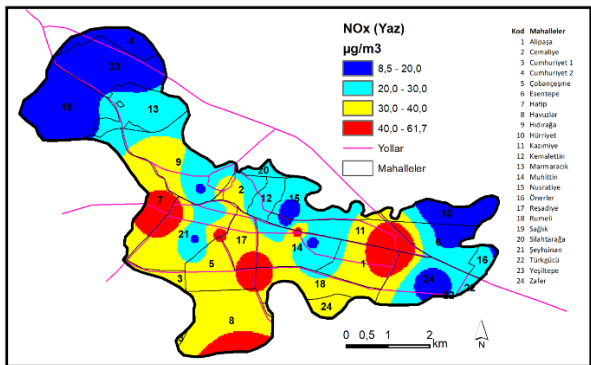 NOx (Yaz)
µg/m3
8,5 - 20,0
20,0 - 30,0
30,0 - 40,0
40,0 - 61,7
Yollar
Mahalleler
Kod Mahalleler
1 Alipaşa
2 Cemaliye
3 Cumhuriyet 1
4 Cumhuriyet 2
5 Çobançeşme
6 Esentepe
7 Hatip
8 Havuzlar
9 Hıdırağa
10 Hürriyet
11 Kazımiye
12 Kemalettin
13 Marmaracık
14 Muhittin
15 Nusratiye
16 Önerler
17 Reşadiye
18 Rumeli
19 Sağlık
20 Silahtarağa
21 Şeyhsinan
22 Türkgücü
23 Yeşiltepe
24 Zafer
4
23
19
13
9
20
2
12
15
7
21
17
14
11
10
6
16
5
1
3
18
24
24
22
22
8
3
0 0,5 1 2
km
N